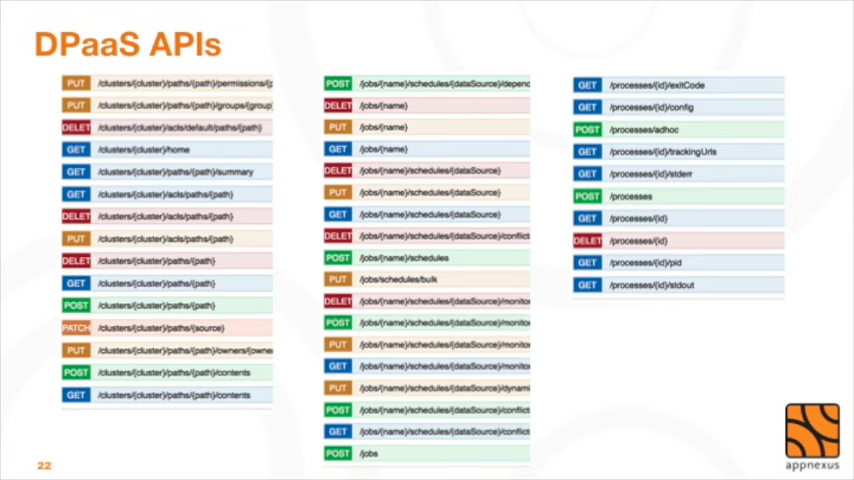 DPaaS APIs
PUT /clusters/{cluster}/paths/{path}/permissions/{p
PUT /clusters/{cluster}/paths/{path}/groups/{group
DELET /clusters/{cluster}/acls/default/paths/{path}
GET /clusters/{cluster}/home
GET /clusters/{cluster}/paths/{path}/summary
GET /clusters/{cluster}/acls/paths/{path}
DELET /clusters/{cluster}/acls/paths/{path}
PUT /clusters/{cluster}/acls/paths/{path}
DELET /clusters/{cluster}/paths/{path}
GET /clusters/{cluster}/paths/{path}
POST /clusters/{cluster}/paths/{path}
PATCH /clusters/{cluster}/paths/{source}
PUT /clusters/{cluster}/paths/{path}/owners/{owne
POST /clusters/{cluster}/paths/{path}/contents
GET /clusters/{cluster}/paths/{path}/contents
POST /jobs/{name}/schedules/{dataSource}/depend
DELET /jobs/{name}
PUT /jobs/{name}
GET /jobs/{name}
DELET /jobs/{name}/schedules/{dataSource}
PUT /jobs/{name}/schedules/{dataSource}
GET /jobs/{name}/schedules/{dataSource}
DELET /jobs/{name}/schedules/{dataSource}/conflict
POST /jobs/{name}/schedules
PUT /jobs/schedules/bulk
DELET /jobs/{name}/schedules/{dataSource}/monitor
POST /jobs/{name}/schedules/{dataSource}/monitor
PUT /jobs/{name}/schedules/{dataSource}/monitor
GET /jobs/{name}/schedules/{dataSource}/monitor
PUT /jobs/{name}/schedules/{dataSource}/dynami
POST /jobs/{name}/schedules/{dataSource}/conflict
GET /jobs/{name}/schedules/{dataSource}/conflict
POST /jobs
GET /processes/{id}/exitCode
GET /processes/{id}/config
POST /processes/adhoc
GET /processes/{id}/trackingUrls
GET /processes/{id}/stderr
POST /processes
GET /processes/{id}
DELET /processes/{id}
GET /processes/{id}/pid
GET /processes/{id}/stdout
22
appnexus